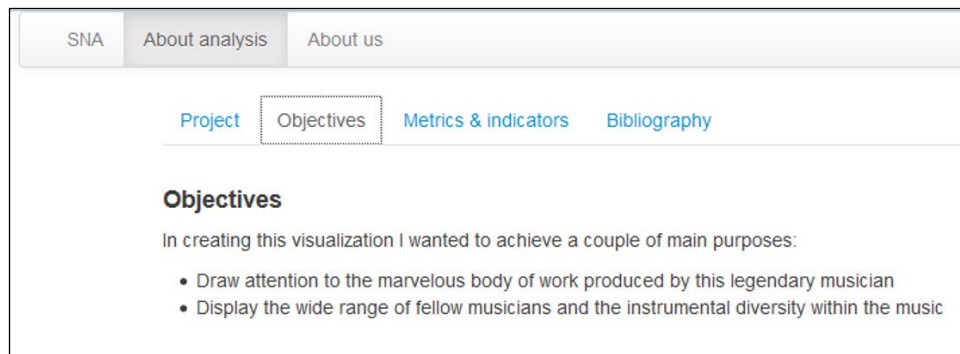 SNA About analysis About us
Project Objectives Metrics & indicators Bibliography
Objectives
In creating this visualization I wanted to achieve a couple of main purposes:
• Draw attention to the marvelous body of work produced by this legendary musician
• Display the wide range of fellow musicians and the instrumental diversity within the music